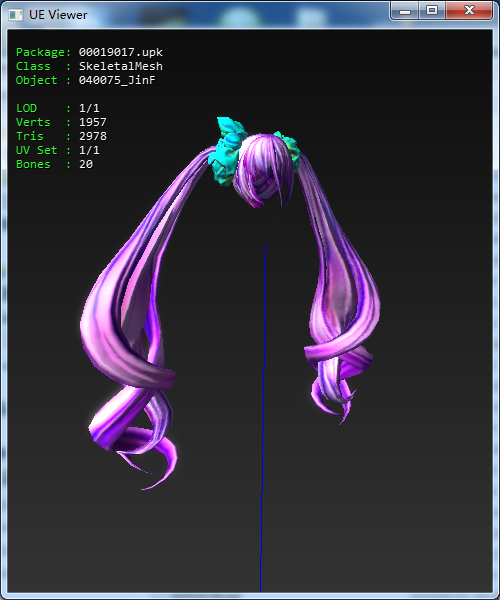 UE Viewer
Package: 00019017.upk
Class : SkeletalMesh
Object : 040075_JinF
LOD : 1/1
Verts : 1957
Tris : 2978
UV Set : 1/1
Bones : 20